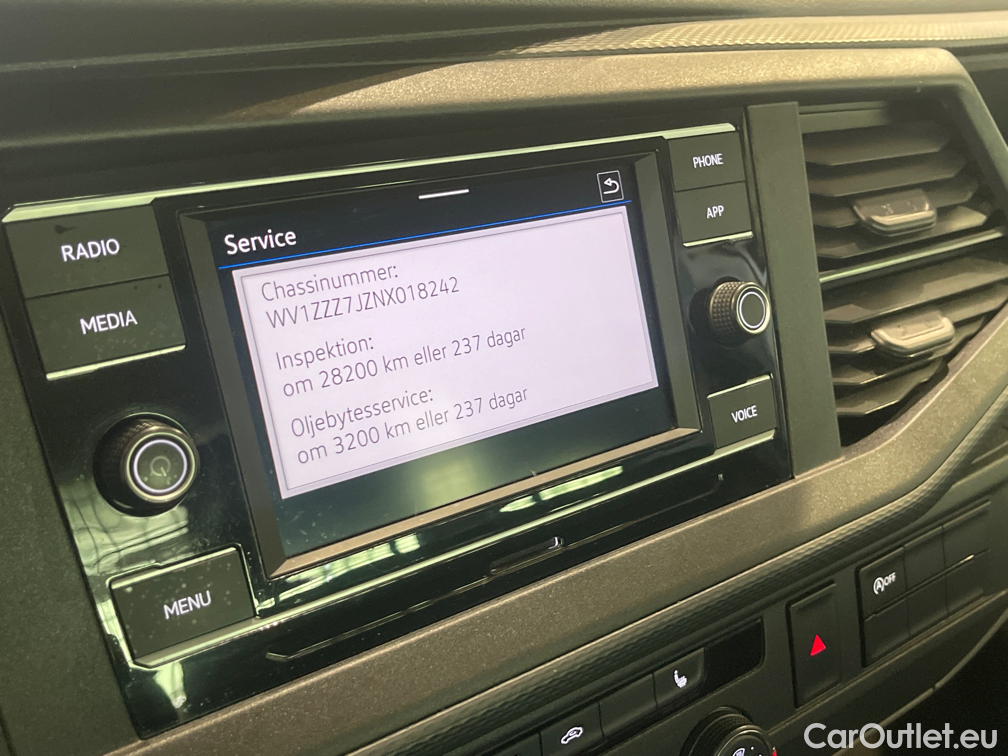 PHONE
APP
RADIO
MEDIA
Service
Chassinummer:
WV1ZZZ7JZNX018242
Inspektion:
om 28200 km eller 237 dagar
Oljebytesservice:
om 3200 km eller 237 dagar
VOICE
MENU
OFF
CarOutlet.eu